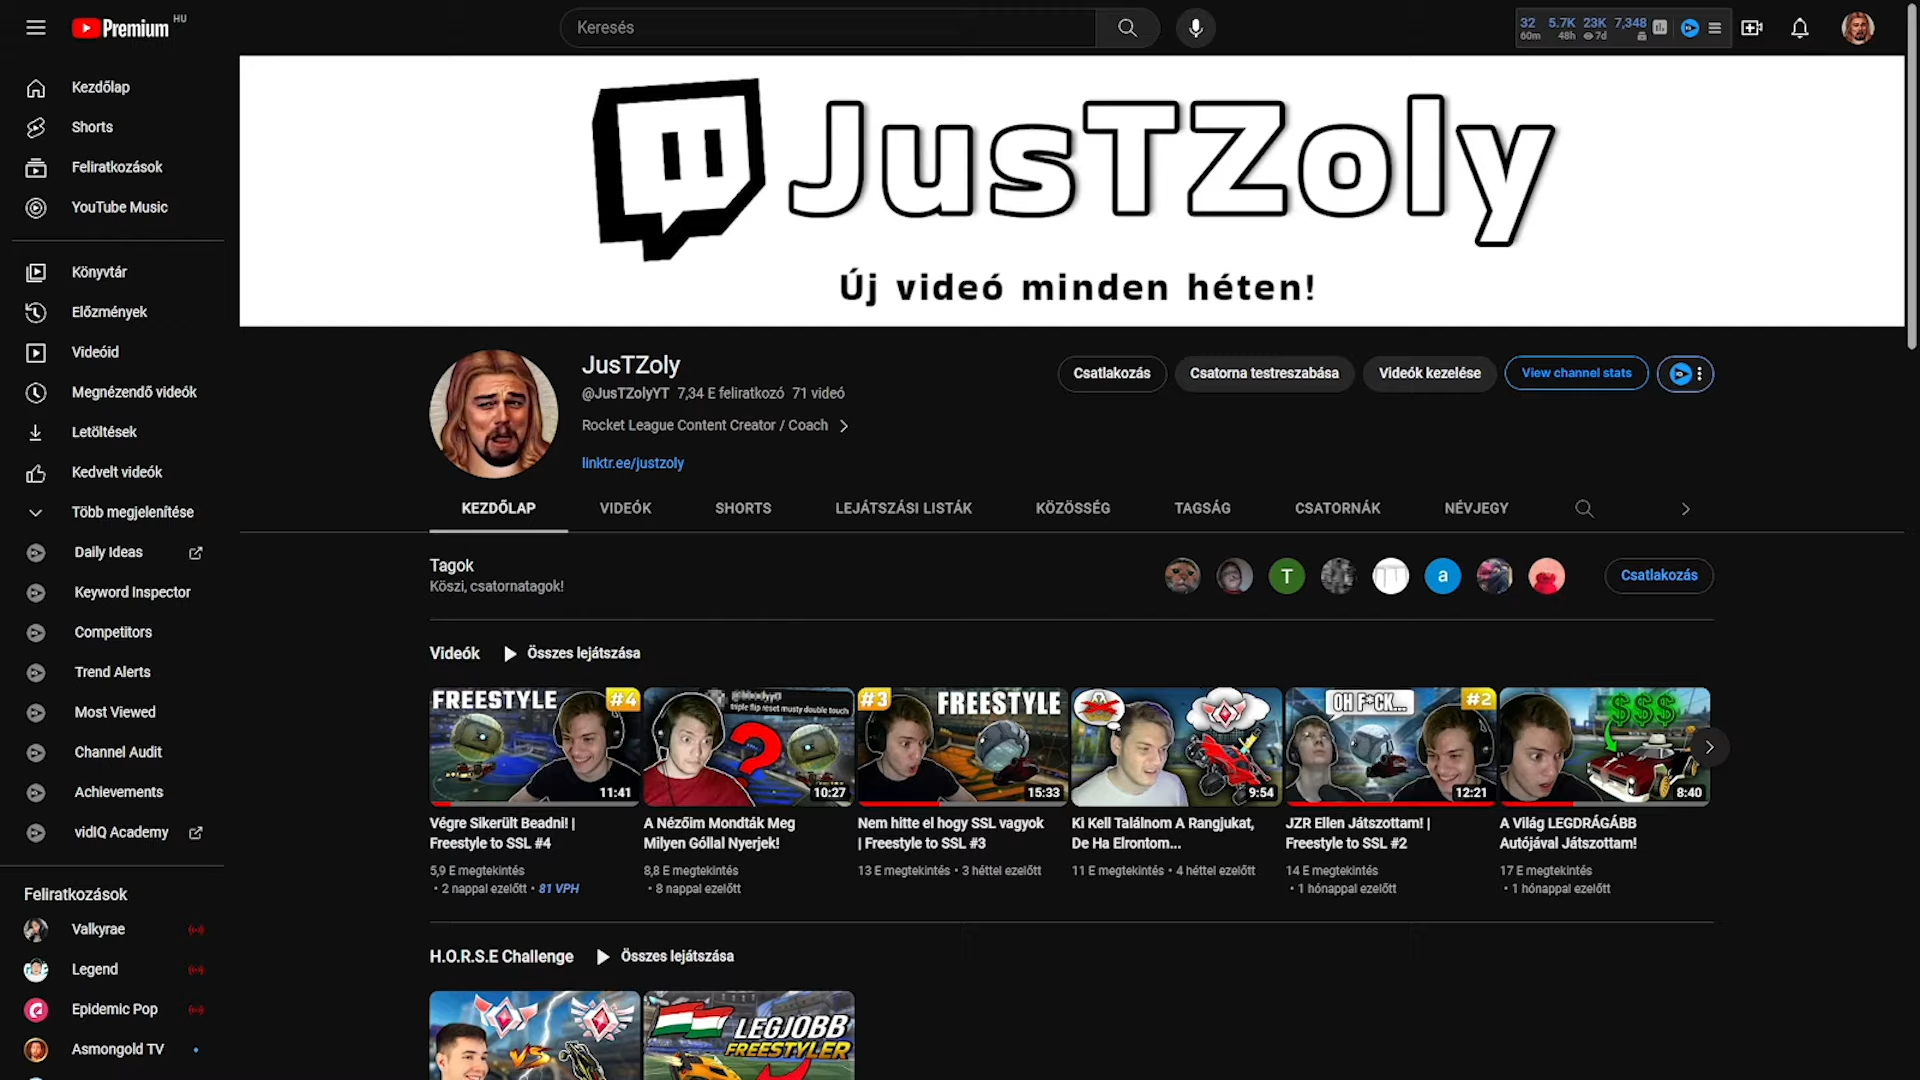 Premium HU
Keresés
32 5.7K 23K 7,348
60m 48h 7d
Kezdőlap
Shorts
Feliratkozások
YouTube Music
Könyvtár
Előzmények
Videóid
Megnézendő videók
Letöltések
Kedvelt videók
Több megjelenítése
Daily Ideas
Keyword Inspector
Competitors
Trend Alerts
Most Viewed
Channel Audit
Achievements
vidIQ Academy
Feliratkozások
Valkyrae
Legend
Epidemic Pop
Asmongold TV
JusTZoly
Új videó minden héten!
JusTZoly
@JusTZolyYT 7,34 E feliratkozó 71 videó
Rocket League Content Creator / Coach
linktr.ee/justzoly
Csatlakozás
Csatorna testreszabása
Videók kezelése
View channel stats
KEZDŐLAP
VIDEÓK
SHORTS
LEJÁTSZÁSI LISTÁK
KÖZÖSSÉG
TAGSÁG
CSATORNÁK
NÉVJEGY
Tagok
Köszi, csatornatagok!
T
a
Csatlakozás
Videók
Összes lejátszása
FREESTYLE #4
11:41
Végre Sikerült Beadni! |
Freestyle to SSL #4
5,9 E megtekintés
• 2 nappal ezelőtt • 81 VPH
triple flip reset musty double touch
?
10:27
A Nézőim Mondták Meg
Milyen Góllal Nyerjek!
8,8 E megtekintés
• 8 nappal ezelőtt
#3 FREESTYLE
15:33
Nem hitte el hogy SSL vagyok
| Freestyle to SSL #3
13 E megtekintés • 3 héttel ezelőtt
9:54
Ki Kell Találnom A Rangjukat,
De Ha Elrontom...
11 E megtekintés • 4 héttel ezelőtt
OH F*CK... #2
12:21
JZR Ellen Játszottam! |
Freestyle to SSL #2
14 E megtekintés
• 1 hónappal ezelőtt
$$$
8:40
A Világ LEGDRÁGÁBB
Autójával Játszottam!
17 E megtekintés
• 1 hónappal ezelőtt
H.O.R.S.E Challenge
Összes lejátszása
VS
LEGJOBB
FREESTYLER